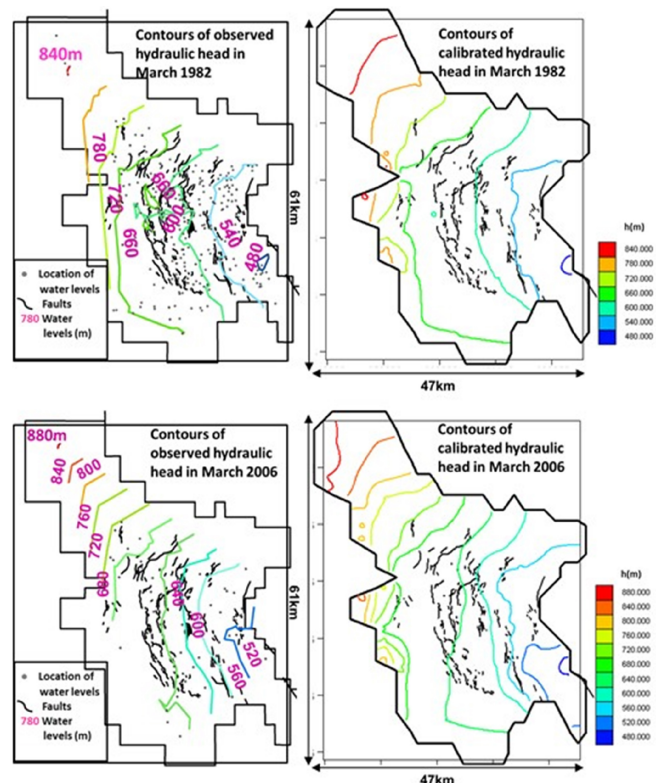 Contours of observed
hydraulic head in
March 1982
840m
780
720
660
660
600
540
480
Location of
water levels
Faults
780 Water
levels (m)
61km
Contours of
calibrated hydraulic
head in March 1982
h(m)
840.000
780.000
720.000
660.000
600.000
540.000
480.000
47km
Contours of
observed hydraulic
head in March 2006
880m
840
800
760
720
680
640
600
560
520
Location of
water levels
Faults
780 Water
levels (m)
61km
Contours of
calibrated hydraulic
head in March 2006
h(m)
880.000
840.000
800.000
760.000
720.000
680.000
640.000
600.000
560.000
520.000
480.000
47km